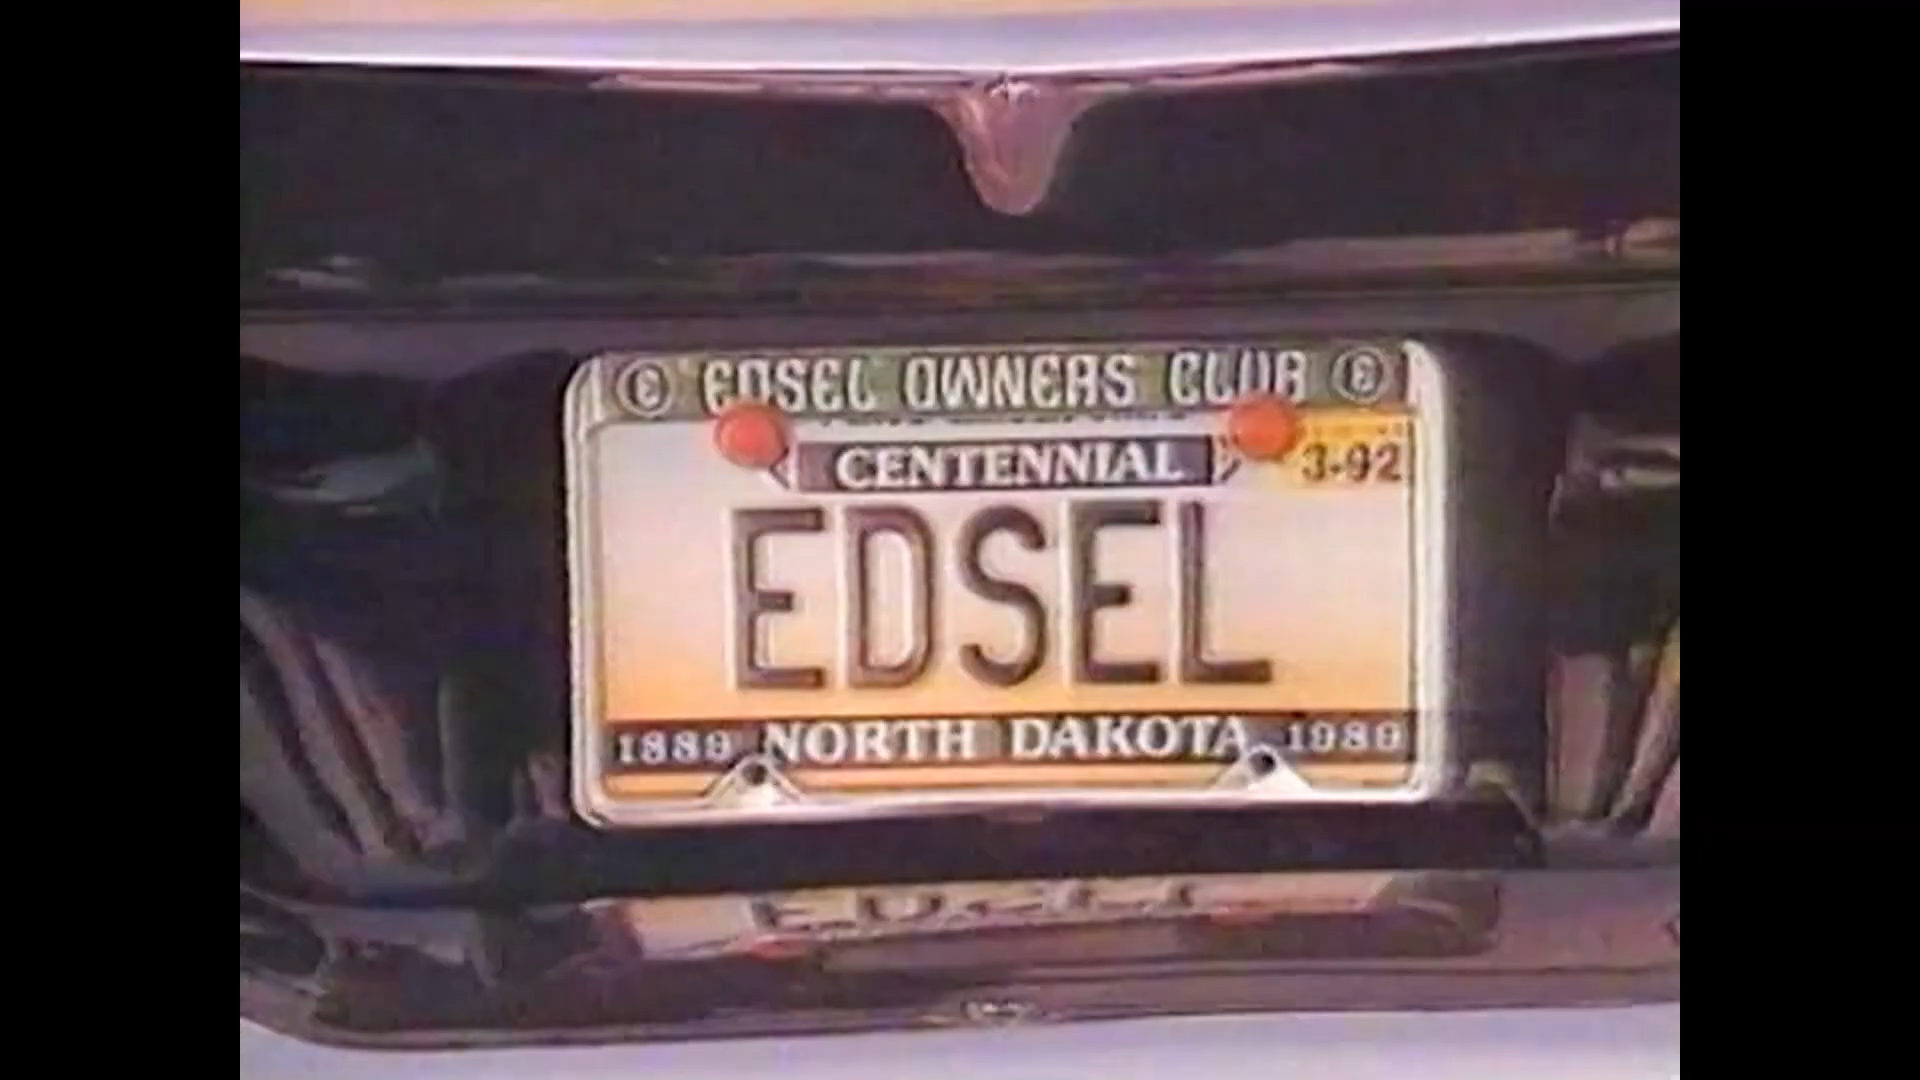 E EDSEL OWNERS CLUB E
CENTENNIAL
3-92
EDSEL
1889 NORTH DAKOTA 1989